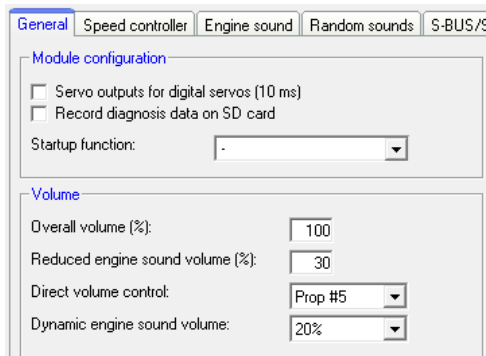 General Speed controller Engine sound Random sounds S-BUS/S
Module configuration
Servo outputs for digital servos (10 ms)
Record diagnosis data on SD card
Startup function: -
Volume
Overall volume (%): 100
Reduced engine sound volume (%): 30
Direct volume control: Prop #5
Dynamic engine sound volume: 20%